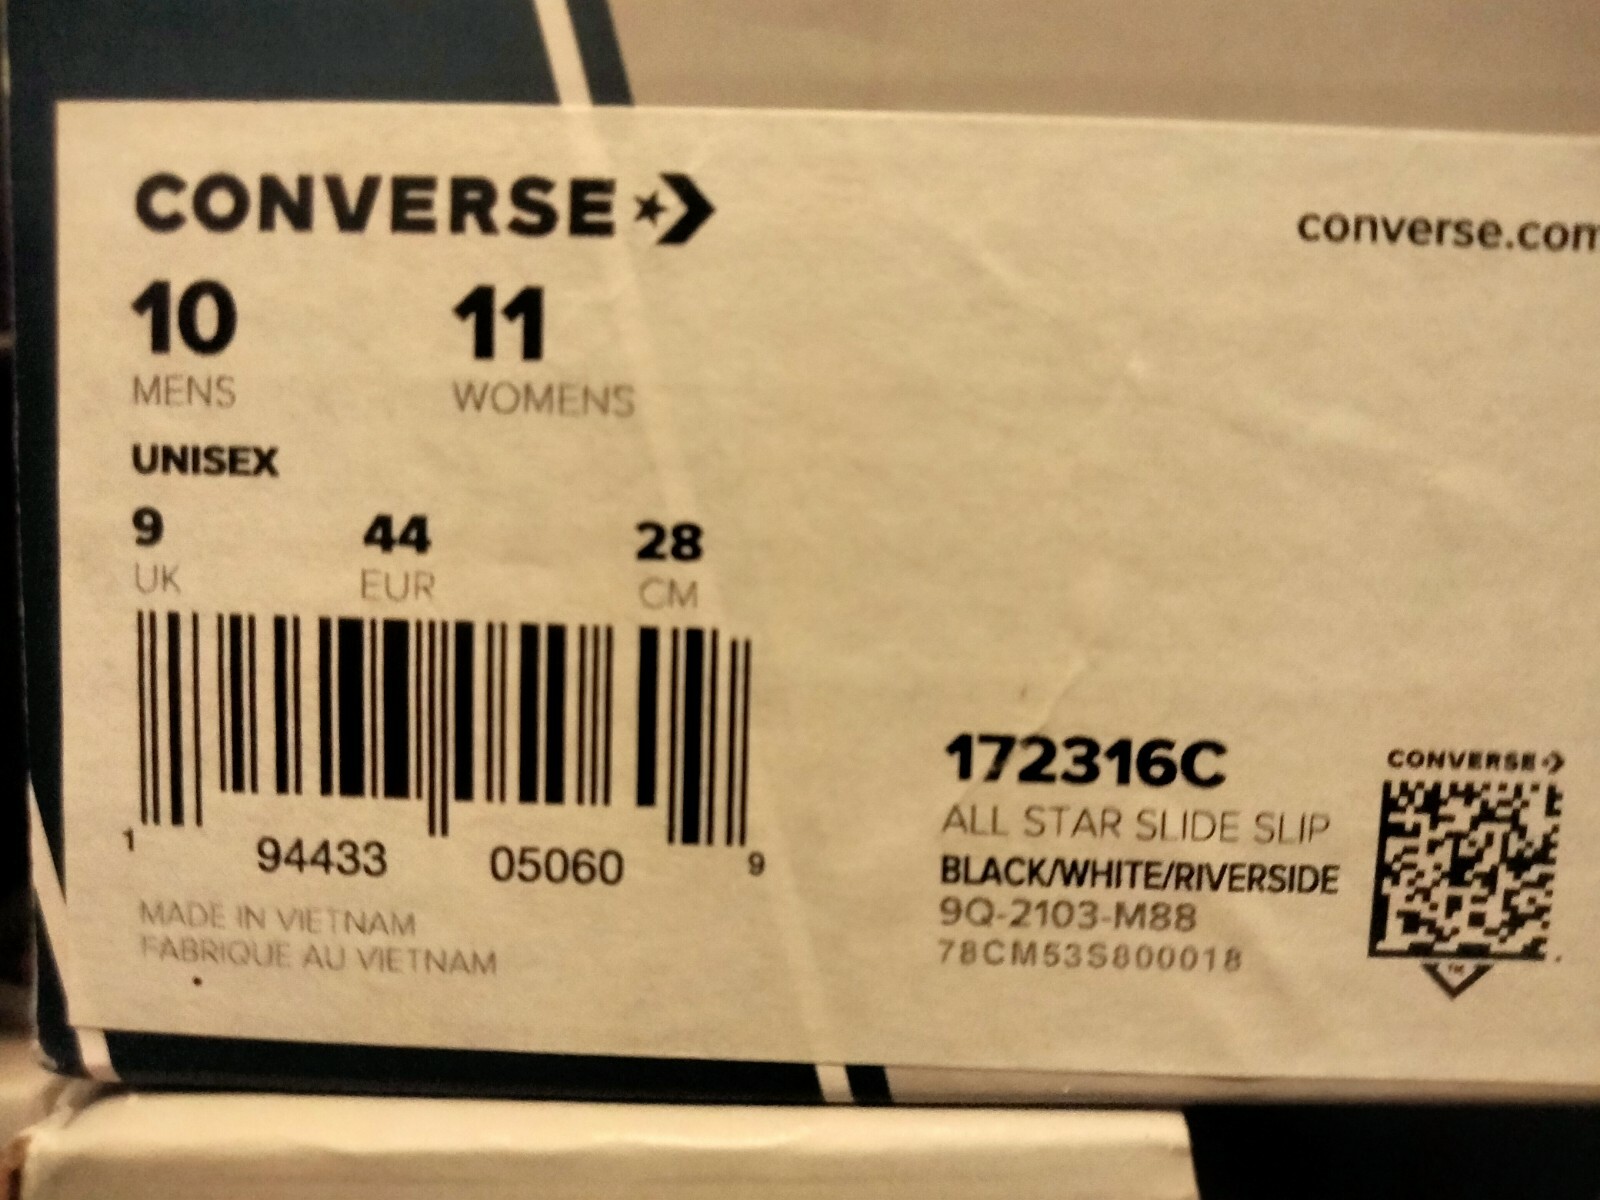 CONVERSE
converse.com
10 11
MENS WOMENS
UNISEX
9 44 28
UK EUR CM
1 94433 05060 9
MADE IN VIETNAM
FABRIQUE AU VIETNAM
172316C
ALL STAR SLIDE SLIP
BLACK/WHITE/RIVERSIDE
9Q-2103-M88
78CM53S800018
CONVERSE
TM